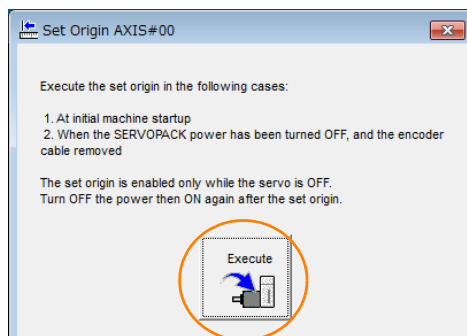 Set Origin AXIS#00
Execute the set origin in the following cases:
1. At initial machine startup
2. When the SERVOPACK power has been turned OFF, and the encoder
cable removed
The set origin is enabled only while the servo is OFF.
Turn OFF the power then ON again after the set origin.
Execute